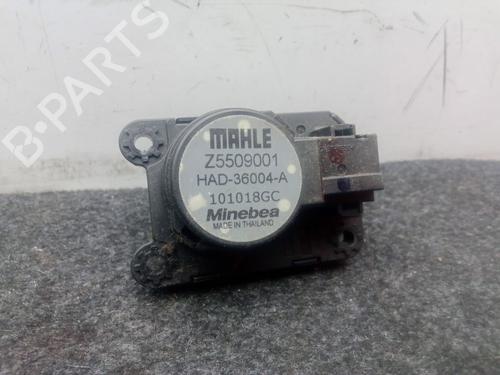 B-PARTS
MAHLE
Z5509001
HAD-36004-A
101018GC
Minebea
MADE IN THAILAND